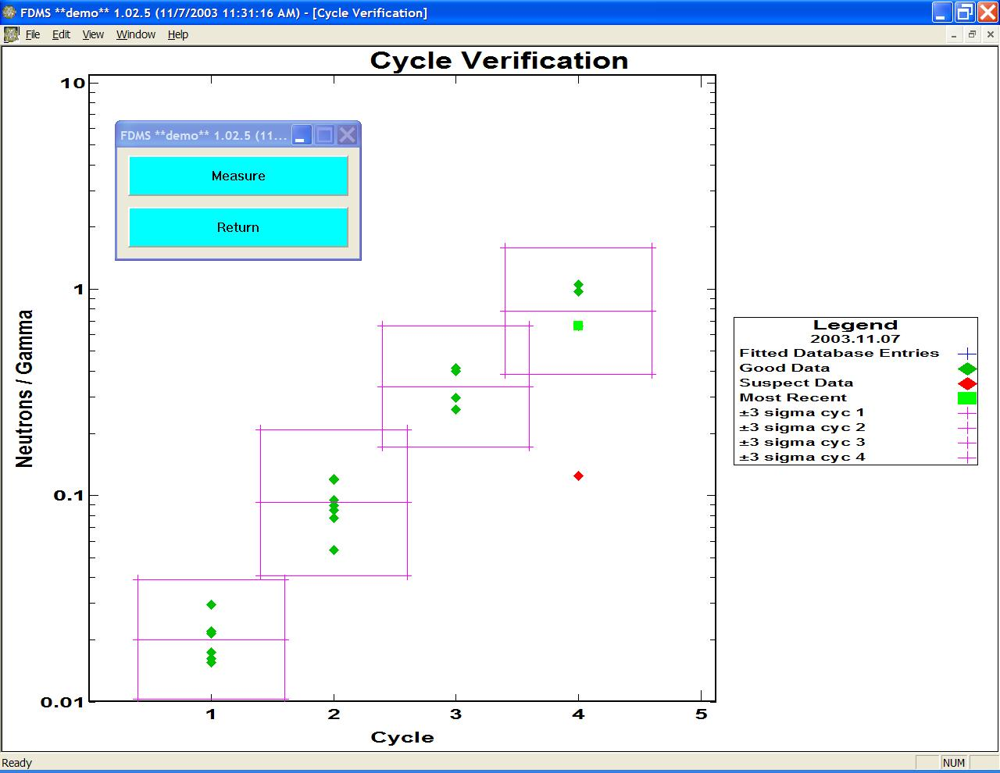 FDMS **demo** 1.02.5 (11/7/2003 11:31:16 AM) - [Cycle Verification]
File Edit View Window Help
Cycle Verification
10
1
0.1
0.01
Neutrons / Gamma
FDMS **demo** 1.02.5 (11...
Measure
Return
Legend
2003.11.07
Fitted Database Entries
Good Data
Suspect Data
Most Recent
±3 sigma cyc 1
±3 sigma cyc 2
±3 sigma cyc 3
±3 sigma cyc 4
1 2 3 4 5
Cycle
Ready NUM